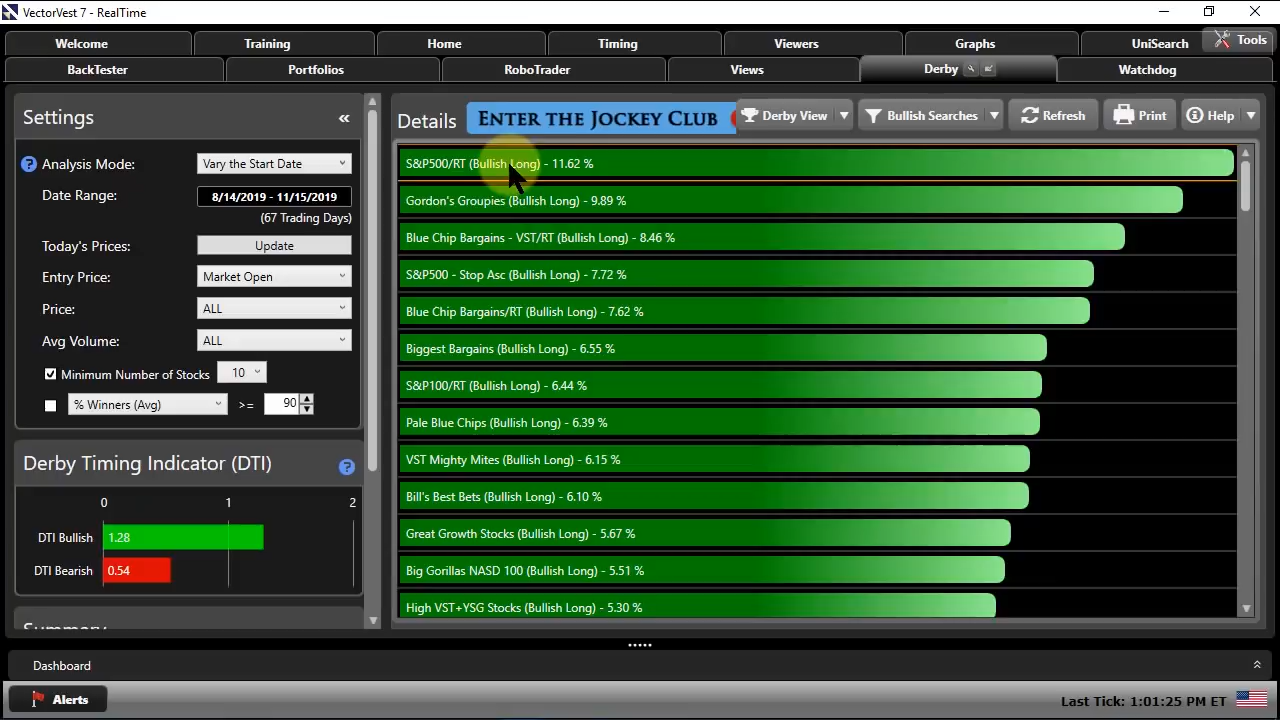 VectorVest 7 - RealTime
Welcome Training Home Timing Viewers Graphs UniSearch Tools
BackTester Portfolios RoboTrader Views Derby Watchdog
Settings «
? Analysis Mode: Vary the Start Date
Date Range: 8/14/2019 - 11/15/2019
(67 Trading Days)
Today's Prices: Update
Entry Price: Market Open
Price: ALL
Avg Volume: ALL
Minimum Number of Stocks 10
% Winners (Avg) >= 90
Derby Timing Indicator (DTI) ?
0 1 2
DTI Bullish 1.28
DTI Bearish 0.54
Summary
Details ENTER THE JOCKEY CLUB Derby View Bullish Searches Refresh Print Help
S&P500/RT (Bullish Long) - 11.62 %
Gordon's Groupies (Bullish Long) - 9.89 %
Blue Chip Bargains - VST/RT (Bullish Long) - 8.46 %
S&P500 - Stop Asc (Bullish Long) - 7.72 %
Blue Chip Bargains/RT (Bullish Long) - 7.62 %
Biggest Bargains (Bullish Long) - 6.55 %
S&P100/RT (Bullish Long) - 6.44 %
Pale Blue Chips (Bullish Long) - 6.39 %
VST Mighty Mites (Bullish Long) - 6.15 %
Bill's Best Bets (Bullish Long) - 6.10 %
Great Growth Stocks (Bullish Long) - 5.67 %
Big Gorillas NASD 100 (Bullish Long) - 5.51 %
High VST+YSG Stocks (Bullish Long) - 5.30 %
Dashboard
Alerts
Last Tick: 1:01:25 PM ET